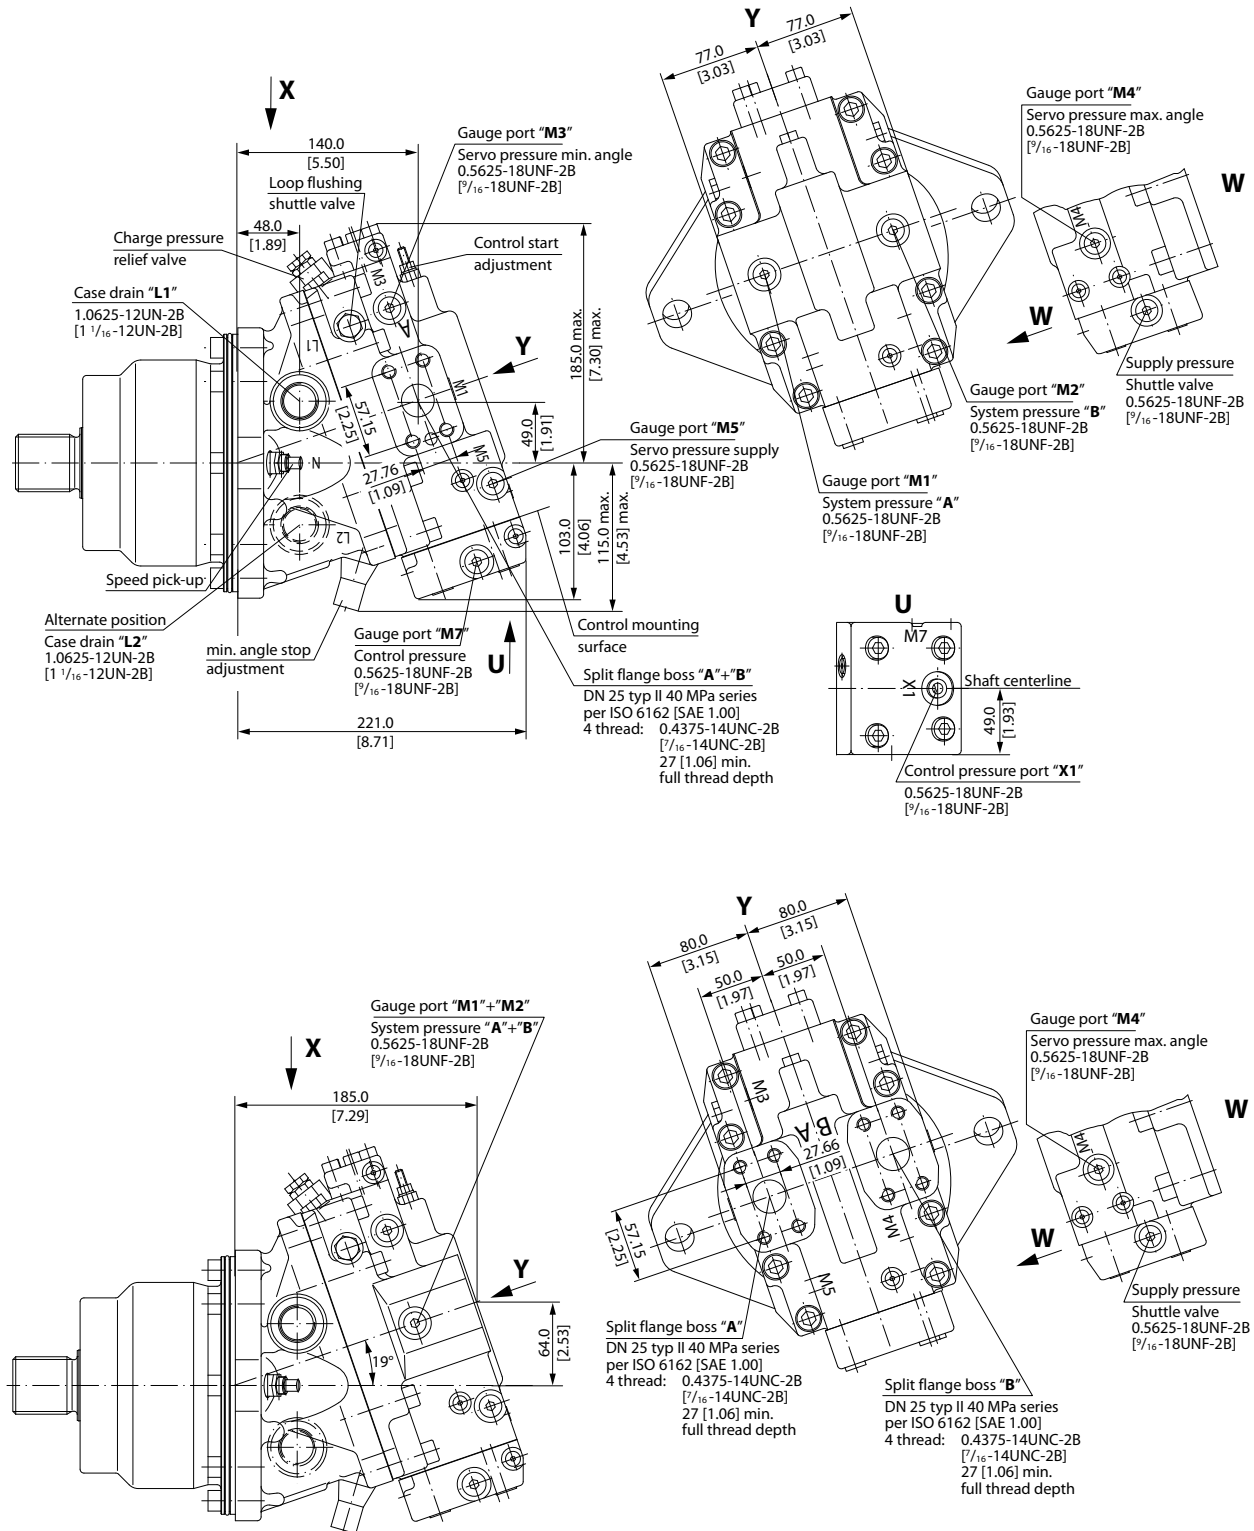 Y
77.0
[3.03]
77.0
[3.03]
X
140.0
[5.50]
Loop flushing
shuttle valve
48.0
[1.89]
Charge pressure
relief valve
Case drain “L1”
1.0625-12UN-2B
[1 1/16-12UN-2B]
Gauge port “M3”
Servo pressure min. angle
0.5625-18UNF-2B
[9/16-18UNF-2B]
Control start
adjustment
185.0 max.
[7.30] max.
Y
M3
A
L1
M1
57.15
[2.25]
49.0
[1.91]
N
27.76
[1.09]
M5
L2
103.0
[4.06]
115.0 max.
[4.53] max.
Gauge port “M5”
Servo pressure supply
0.5625-18UNF-2B
[9/16-18UNF-2B]
Speed pick-up
Alternate position
Case drain “L2”
1.0625-12UN-2B
[1 1/16-12UN-2B]
min. angle stop
adjustment
Gauge port “M7”
Control pressure
0.5625-18UNF-2B
[9/16-18UNF-2B]
U
Control mounting
surface
Split flange boss “A”+”B”
DN 25 typ II 40 MPa series
per ISO 6162 [SAE 1.00]
4 thread: 0.4375-14UNC-2B
[7/16-14UNC-2B]
27 [1.06] min.
full thread depth
221.0
[8.71]
Gauge port “M4”
Servo pressure max. angle
0.5625-18UNF-2B
[9/16-18UNF-2B]
W
M4
W
Supply pressure
Shuttle valve
0.5625-18UNF-2B
[9/16-18UNF-2B]
Gauge port “M2”
System pressure “B”
0.5625-18UNF-2B
[9/16-18UNF-2B]
Gauge port “M1”
System pressure “A”
0.5625-18UNF-2B
[9/16-18UNF-2B]
U
M7
X1
Shaft centerline
49.0
[1.93]
Control pressure port “X1”
0.5625-18UNF-2B
[9/16-18UNF-2B]
Gauge port “M1”+”M2”
System pressure “A”+”B”
0.5625-18UNF-2B
[9/16-18UNF-2B]
X
185.0
[7.29]
Y
19°
64.0
[2.53]
Y
80.0
[3.15]
80.0
[3.15]
50.0
[1.97]
50.0
[1.97]
M3
B A
27.66
[1.09]
57.15
[2.25]
M4
M5
Split flange boss “A”
DN 25 typ II 40 MPa series
per ISO 6162 [SAE 1.00]
4 thread: 0.4375-14UNC-2B
[7/16-14UNC-2B]
27 [1.06] min.
full thread depth
Split flange boss “B”
DN 25 typ II 40 MPa series
per ISO 6162 [SAE 1.00]
4 thread: 0.4375-14UNC-2B
[7/16-14UNC-2B]
27 [1.06] min.
full thread depth
Gauge port “M4”
Servo pressure max. angle
0.5625-18UNF-2B
[9/16-18UNF-2B]
W
M4
W
Supply pressure
Shuttle valve
0.5625-18UNF-2B
[9/16-18UNF-2B]